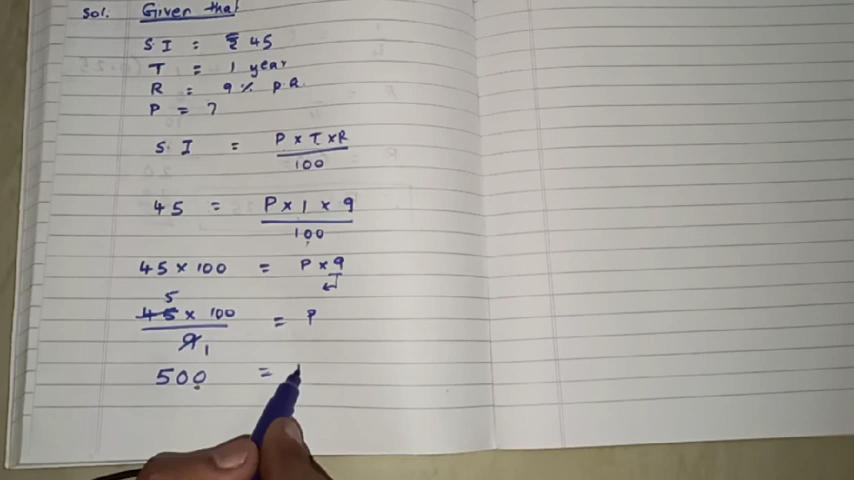 Sol. Given that
S.I = ₹ 45
T = 1 year
R = 9 % p.a.
P = ?
S.I = P × T × R / 100
45 = P × 1 × 9 / 100
45 × 100 = P × 9
5
45 × 100 / 9 1 = P
500 =